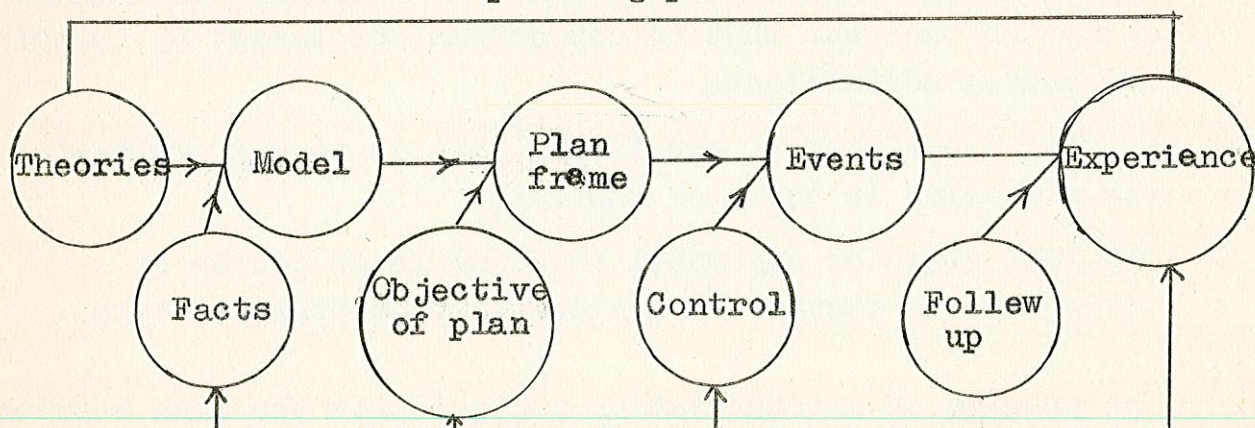 Theories
Model
Plan
frame
Events
Experience
Facts
Objective
of plan
Control
Follew
up